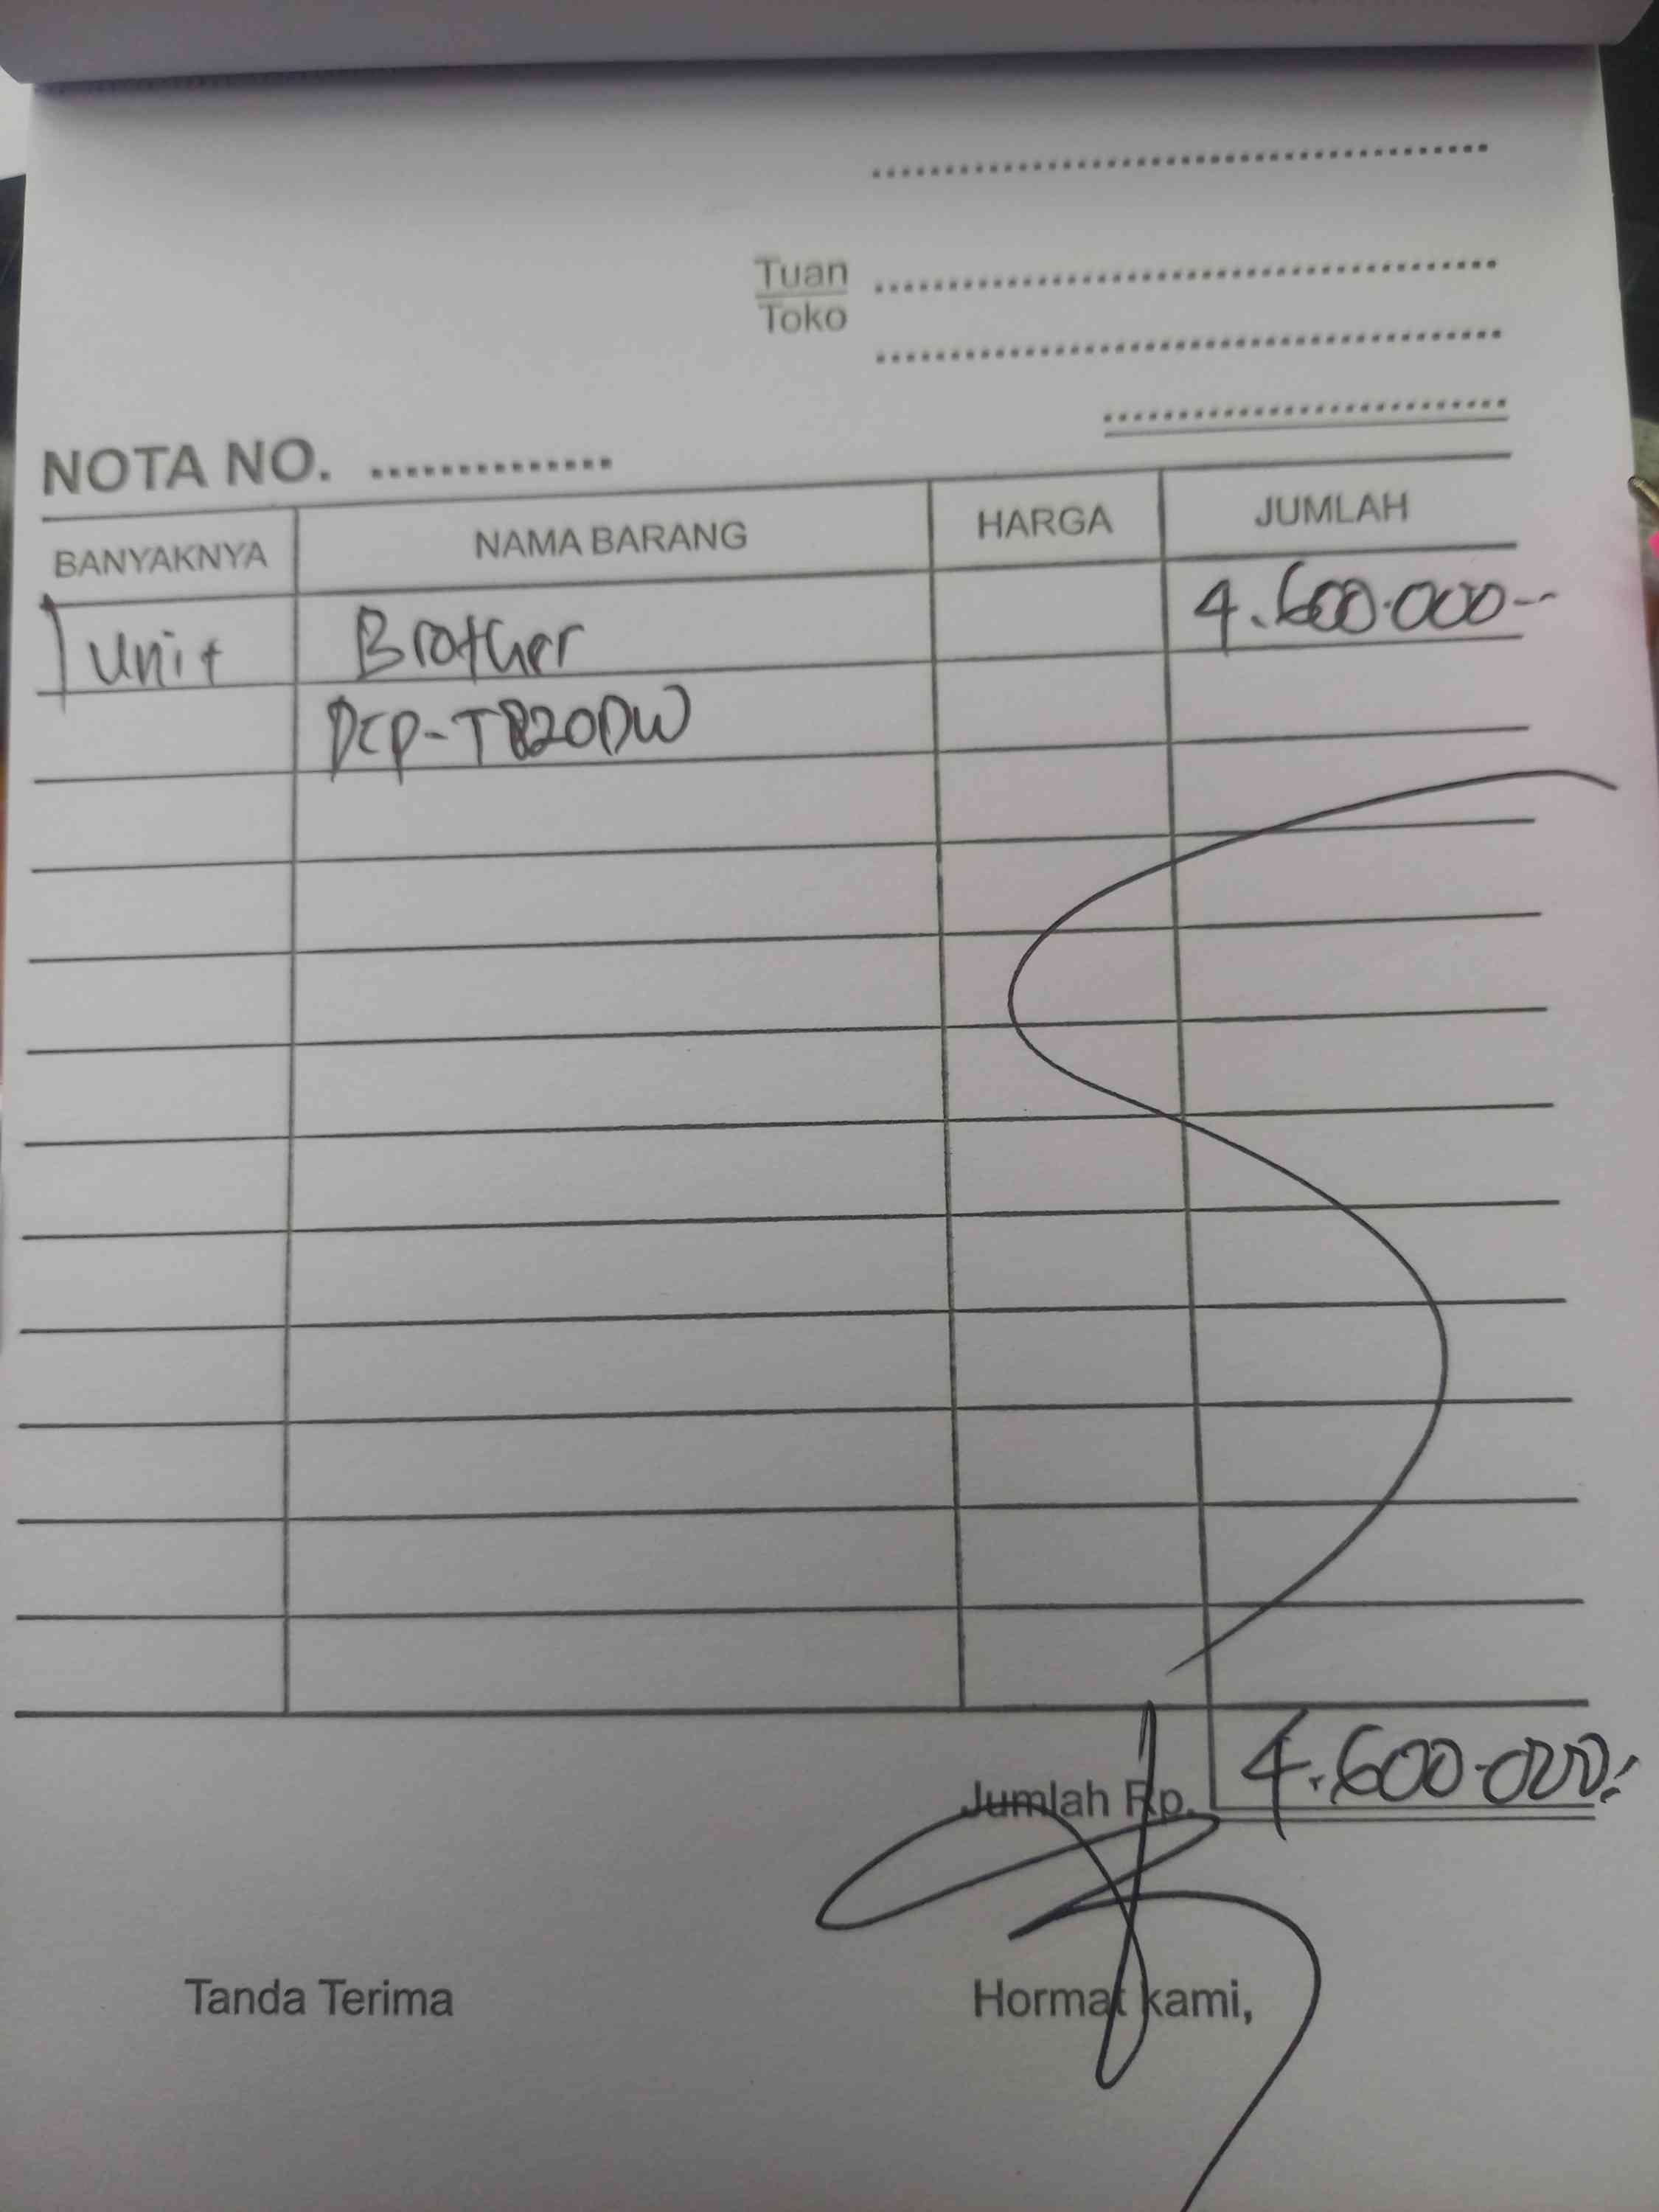 Tuan
Toko
NOTA NO.
BANYAKNYA NAMA BARANG HARGA JUMLAH
1 Unit Brother 4.600.000--
DCP-T820DW
Jumlah Rp. 4.600.000:
Tanda Terima Hormat kami,